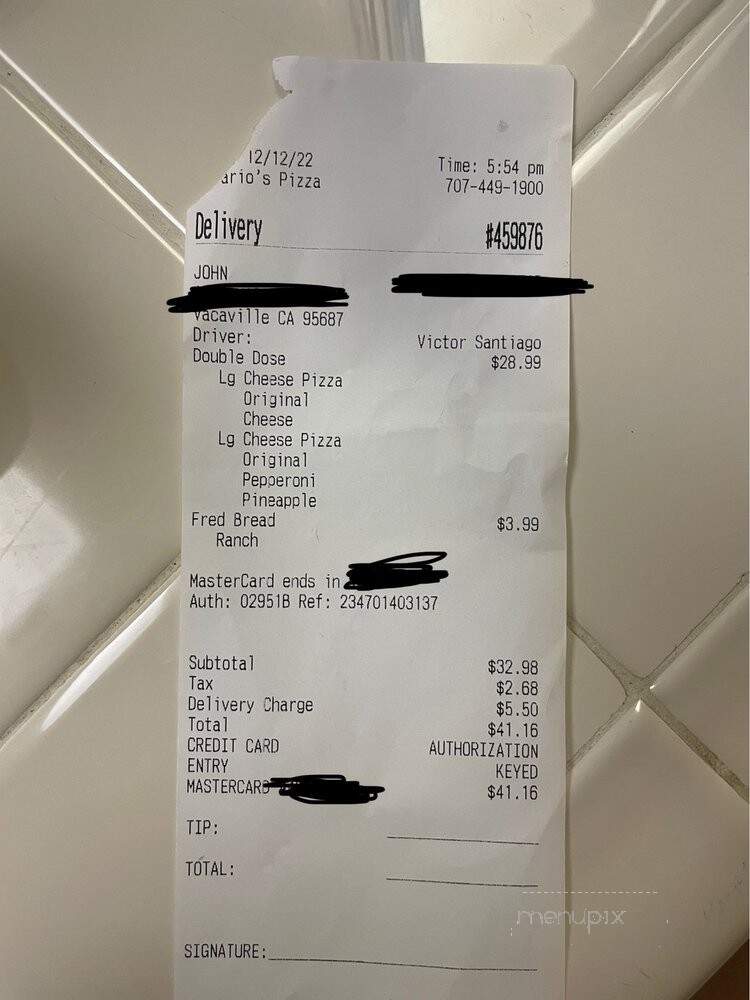 12/12/22 Time: 5:54 pm
ario's Pizza 707-449-1900
Delivery #459876
JOHN
Vacaville CA 95687
Driver: Victor Santiago
Double Dose $28.99
Lg Cheese Pizza
Original
Cheese
Lg Cheese Pizza
Original
Pepperoni
Pineapple
Fred Bread $3.99
Ranch
MasterCard ends in
Auth: 02951B Ref: 234701403137
Subtotal $32.98
Tax $2.68
Delivery Charge $5.50
Total $41.16
CREDIT CARD AUTHORIZATION
ENTRY KEYED
MASTERCARD $41.16
TIP:
TOTAL:
SIGNATURE:
menupix